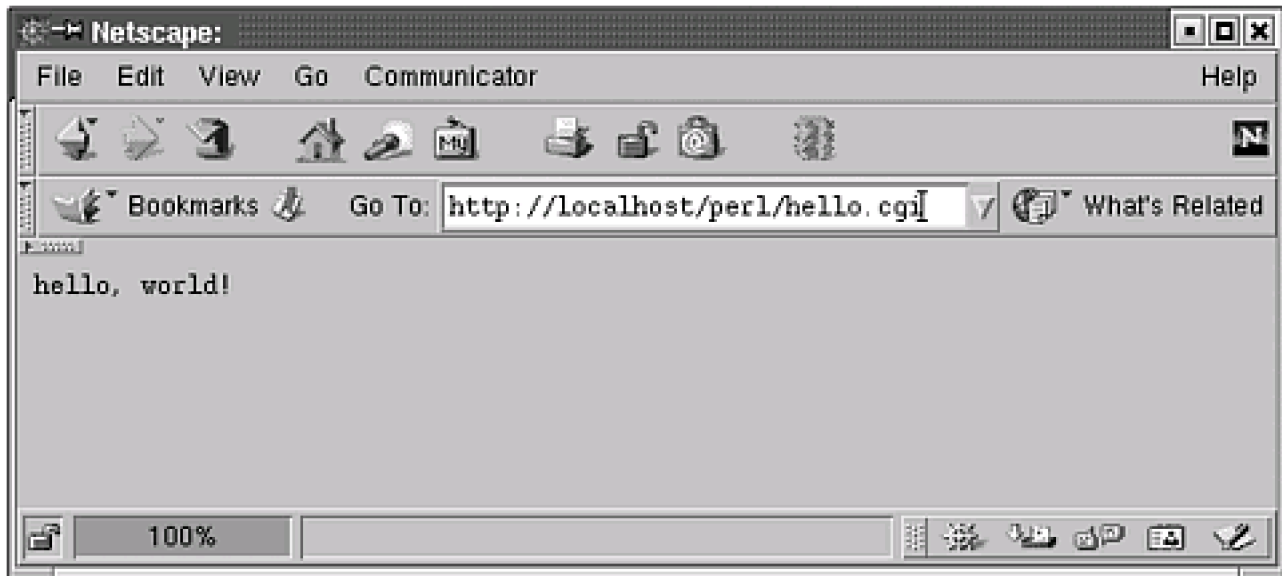 Netscape:
File Edit View Go Communicator Help
My
N
Bookmarks Go To: http://localhost/perl/hello.cgi What's Related
hello, world!
100%